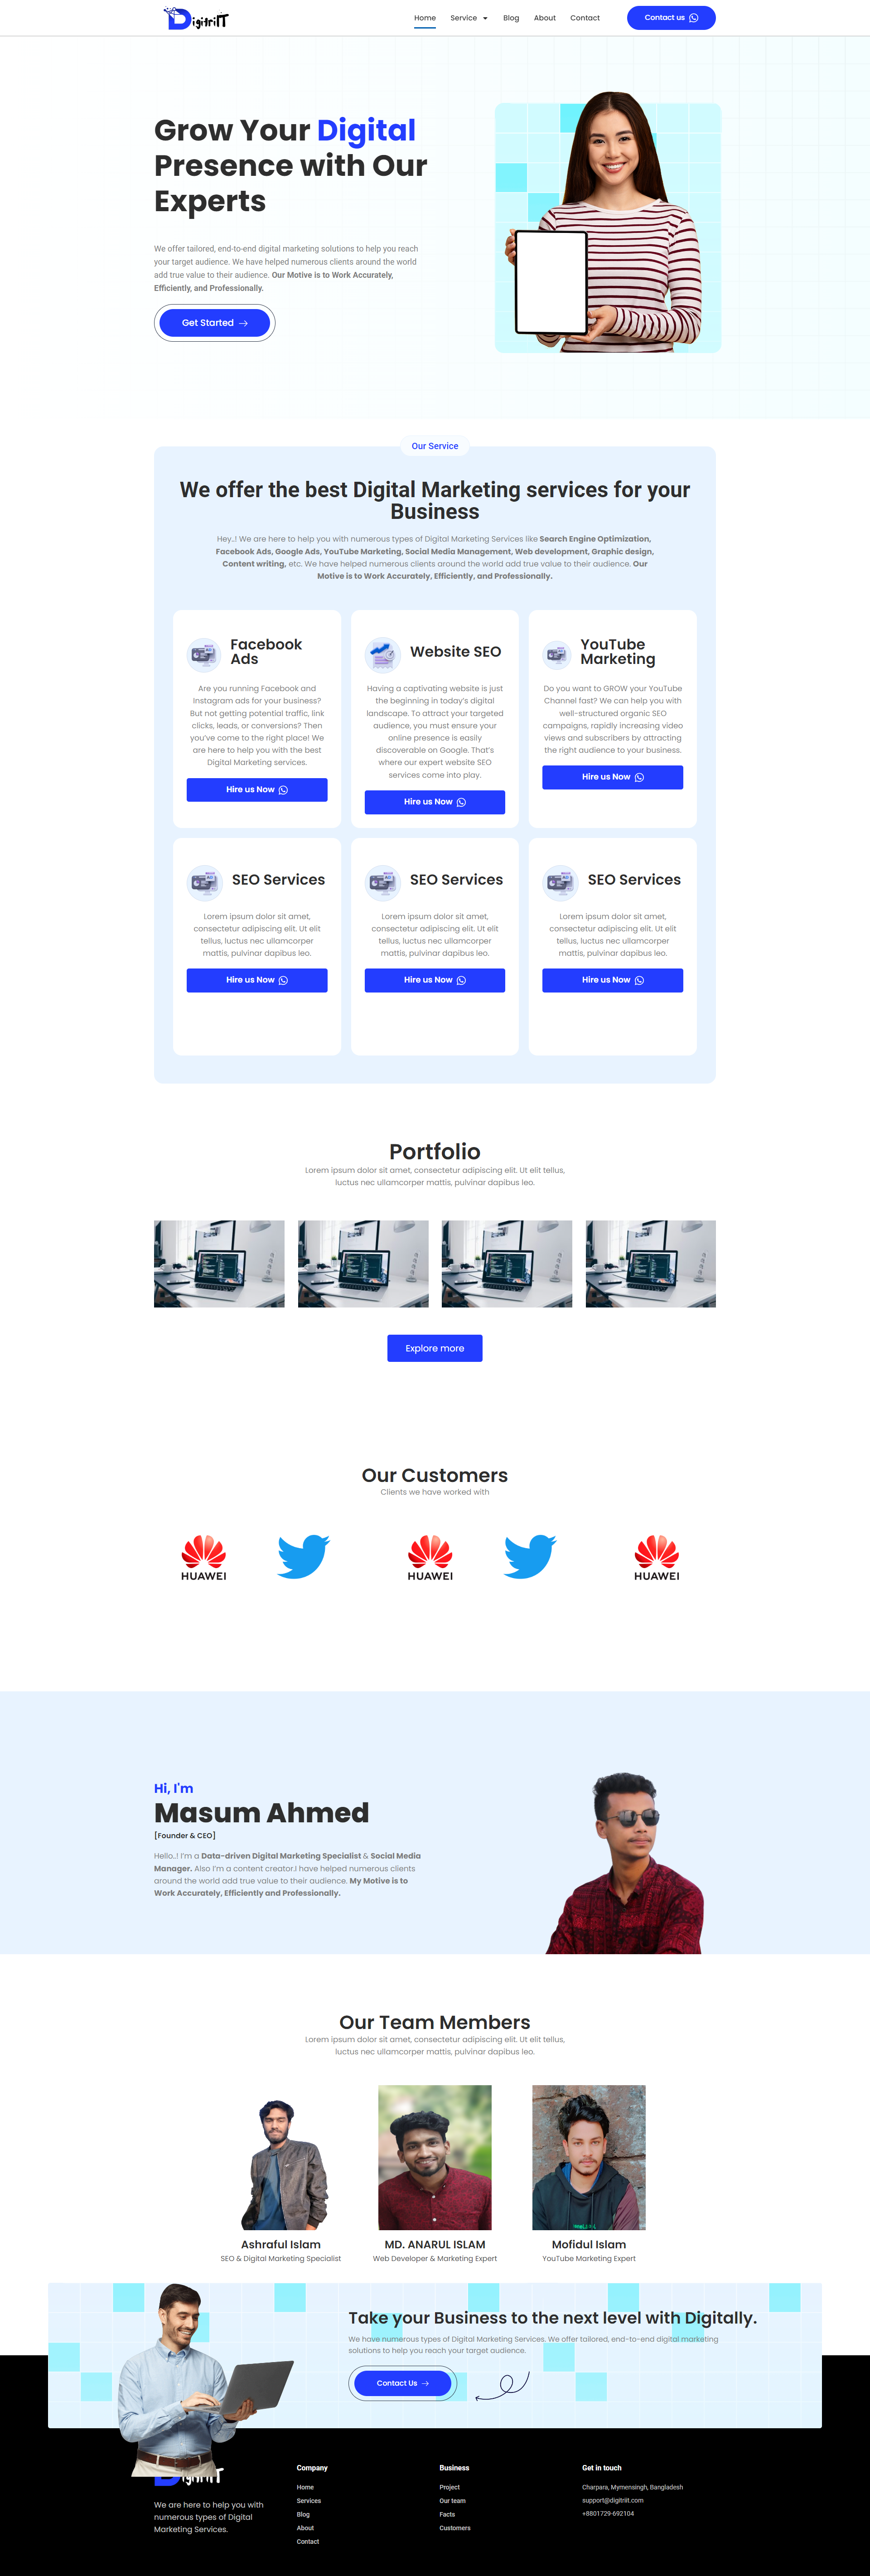 DigitriIT
Home
Service
Blog
About
Contact
Contact us
Grow Your Digital
Presence with Our
Experts
We offer tailored, end-to-end digital marketing solutions to help you reach
your target audience. We have helped numerous clients around the world
add true value to their audience. Our Motive is to Work Accurately,
Efficiently, and Professionally.
Get Started
Our Service
We offer the best Digital Marketing services for your
Business
Hey..! We are here to help you with numerous types of Digital Marketing Services like Search Engine Optimization,
Facebook Ads, Google Ads, YouTube Marketing, Social Media Management, Web development, Graphic design,
Content writing, etc. We have helped numerous clients around the world add true value to their audience. Our
Motive is to Work Accurately, Efficiently, and Professionally.
Facebook
Ads
Are you running Facebook and
Instagram ads for your business?
But not getting potential traffic, link
clicks, leads, or conversions? Then
you've come to the right place! We
are here to help you with the best
Digital Marketing services.
Hire us Now
Website SEO
Having a captivating website is just
the beginning in today's digital
landscape. To attract your targeted
audience, you must ensure your
online presence is easily
discoverable on Google. That's
where our expert website SEO
services come into play.
Hire us Now
YouTube
Marketing
Do you want to GROW your YouTube
Channel fast? We can help you with
well-structured organic SEO
campaigns, rapidly increasing video
views and subscribers by attracting
the right audience to your business.
Hire us Now
SEO Services
Lorem ipsum dolor sit amet,
consectetur adipiscing elit. Ut elit
tellus, luctus nec ullamcorper
mattis, pulvinar dapibus leo.
Hire us Now
SEO Services
Lorem ipsum dolor sit amet,
consectetur adipiscing elit. Ut elit
tellus, luctus nec ullamcorper
mattis, pulvinar dapibus leo.
Hire us Now
SEO Services
Lorem ipsum dolor sit amet,
consectetur adipiscing elit. Ut elit
tellus, luctus nec ullamcorper
mattis, pulvinar dapibus leo.
Hire us Now
Portfolio
Lorem ipsum dolor sit amet, consectetur adipiscing elit. Ut elit tellus,
luctus nec ullamcorper mattis, pulvinar dapibus leo.
Explore more
Our Customers
Clients we have worked with
HUAWEI
HUAWEI
HUAWEI
Hi, I'm
Masum Ahmed
[Founder & CEO]
Hello..! I'm a Data-driven Digital Marketing Specialist & Social Media
Manager. Also I'm a content creator.I have helped numerous clients
around the world add true value to their audience. My Motive is to
Work Accurately, Efficiently and Professionally.
Our Team Members
Lorem ipsum dolor sit amet, consectetur adipiscing elit. Ut elit tellus,
luctus nec ullamcorper mattis, pulvinar dapibus leo.
Ashraful Islam
SEO & Digital Marketing Specialist
MD. ANARUL ISLAM
Web Developer & Marketing Expert
Mofidul Islam
YouTube Marketing Expert
Take your Business to the next level with Digitally.
We have numerous types of Digital Marketing Services. We offer tailored, end-to-end digital marketing
solutions to help you reach your target audience.
Contact Us
DigitriIT
We are here to help you with
numerous types of Digital
Marketing Services.
Company
Home
Services
Blog
About
Contact
Business
Project
Our team
Facts
Customers
Get in touch
Charpara, Mymensingh, Bangladesh
support@digitriit.com
+8801729-692104